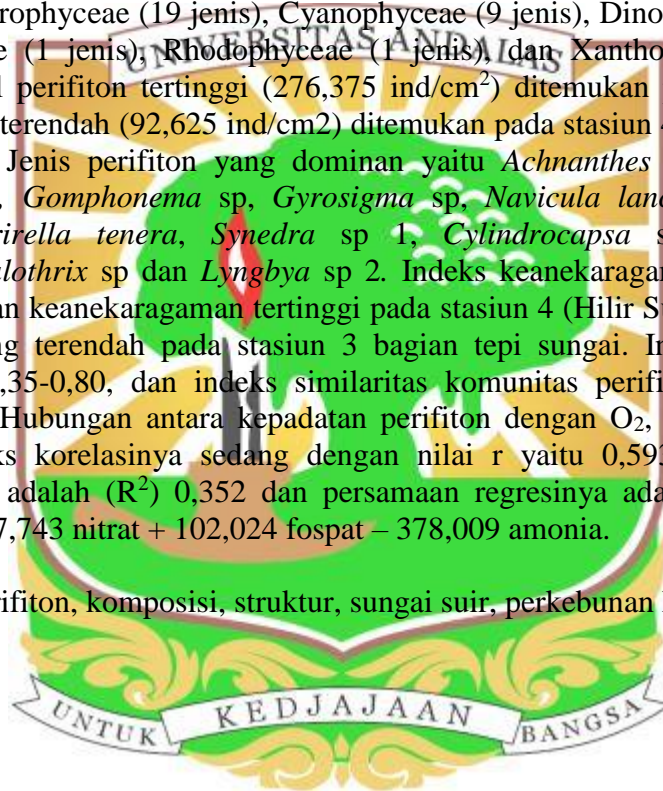 rophyceae (19 jenis), Cyanophyceae (9 jenis), Dino
e (1 jenis), Rhodophyceae (1 jenis), dan Xantho
UNIVERSITAS ANDALAS
l perifiton tertinggi (276,375 ind/cm²) ditemukan
terendah (92,625 ind/cm2) ditemukan pada stasiun 4
Jenis perifiton yang dominan yaitu Achnanthes
, Gomphonema sp, Gyrosigma sp, Navicula lanc
rirella tenera, Synedra sp 1, Cylindrocapsa s
alothrix sp dan Lyngbya sp 2. Indeks keanekaragan
an keanekaragaman tertinggi pada stasiun 4 (Hilir Su
ng terendah pada stasiun 3 bagian tepi sungai. In
,35-0,80, dan indeks similaritas komunitas perifi
Hubungan antara kepadatan perifiton dengan O₂,
ks korelasinya sedang dengan nilai r yaitu 0,593
adalah (R²) 0,352 dan persamaan regresinya ada
7,743 nitrat + 102,024 fospat – 378,009 amonia.
rifiton, komposisi, struktur, sungai suir, perkebunan
UNTUK KEDJAJAAN BANGSA